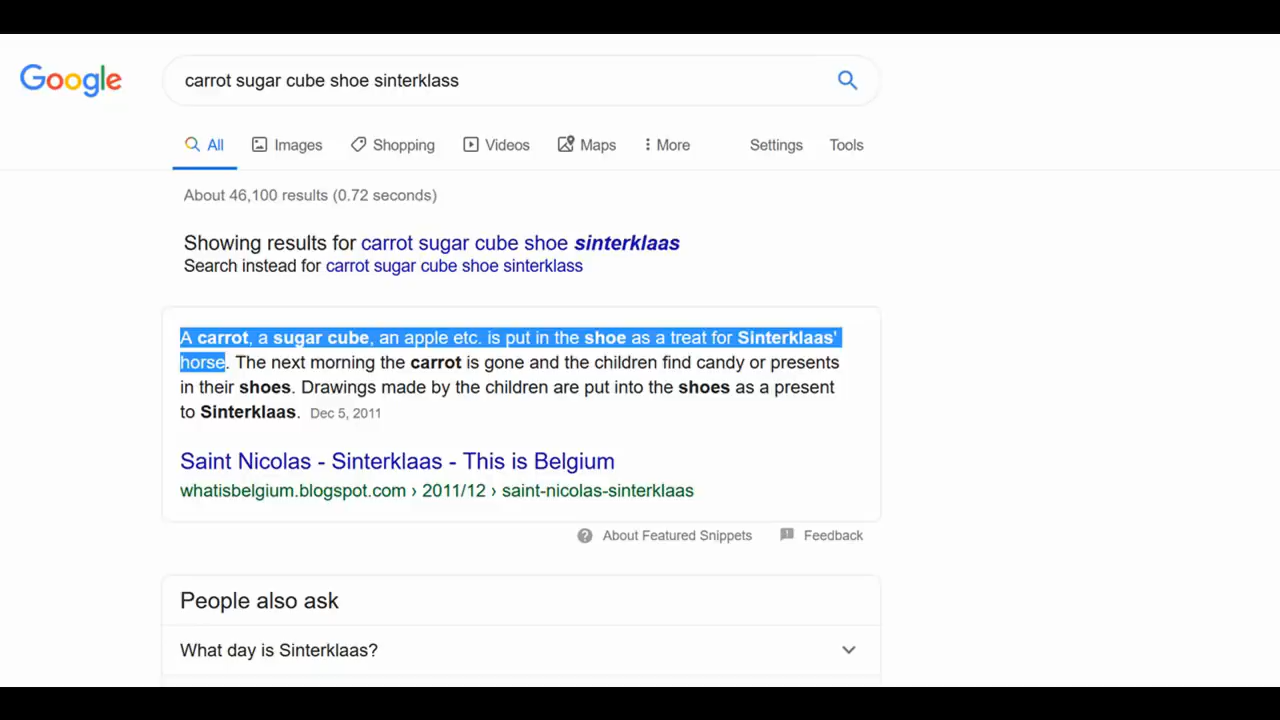 Google
carrot sugar cube shoe sinterklass
All Images Shopping Videos Maps More Settings Tools
About 46,100 results (0.72 seconds)
Showing results for carrot sugar cube shoe sinterklaas
Search instead for carrot sugar cube shoe sinterklass
A carrot, a sugar cube, an apple etc. is put in the shoe as a treat for Sinterklaas'
horse. The next morning the carrot is gone and the children find candy or presents
in their shoes. Drawings made by the children are put into the shoes as a present
to Sinterklaas. Dec 5, 2011
Saint Nicolas - Sinterklaas - This is Belgium
whatisbelgium.blogspot.com › 2011/12 › saint-nicolas-sinterklaas
About Featured Snippets Feedback
People also ask
What day is Sinterklaas?